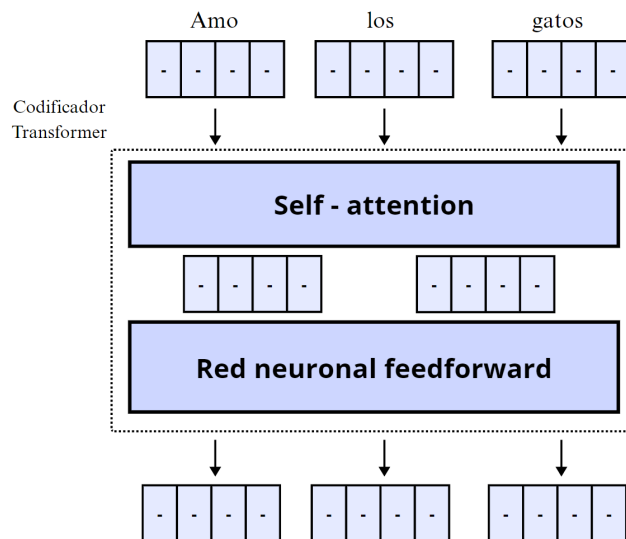 Amo los gatos
- - - - - - - - - - - -
Codificador
Transformer
Self - attention
- - - - - - - -
Red neuronal feedforward
- - - - - - - - - - - -